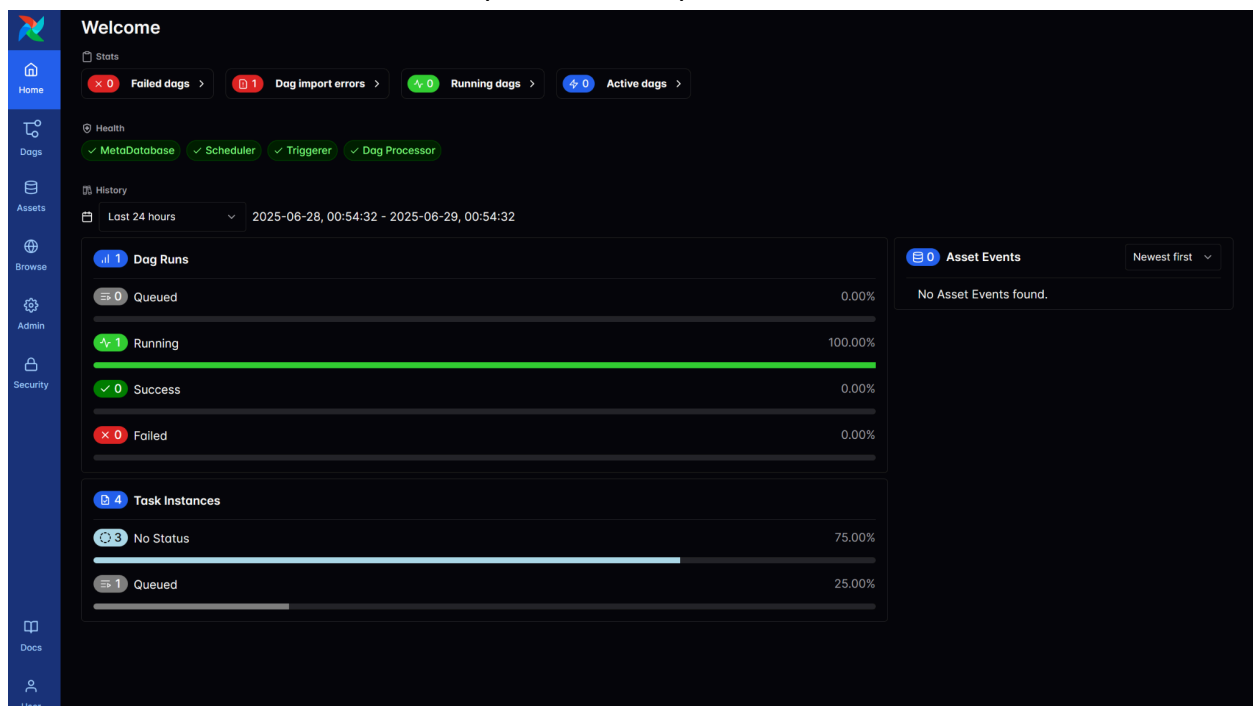 Welcome
Stats
0 Failed dags
1 Dag import errors
0 Running dags
0 Active dags
Health
MetaDatabase
Scheduler
Triggerer
Dag Processor
History
Last 24 hours
2025-06-28, 00:54:32 - 2025-06-29, 00:54:32
1 Dag Runs
0 Queued 0.00%
1 Running 100.00%
0 Success 0.00%
0 Failed 0.00%
4 Task Instances
3 No Status 75.00%
1 Queued 25.00%
0 Asset Events
Newest first
No Asset Events found.
Home
Dags
Assets
Browse
Admin
Security
Docs